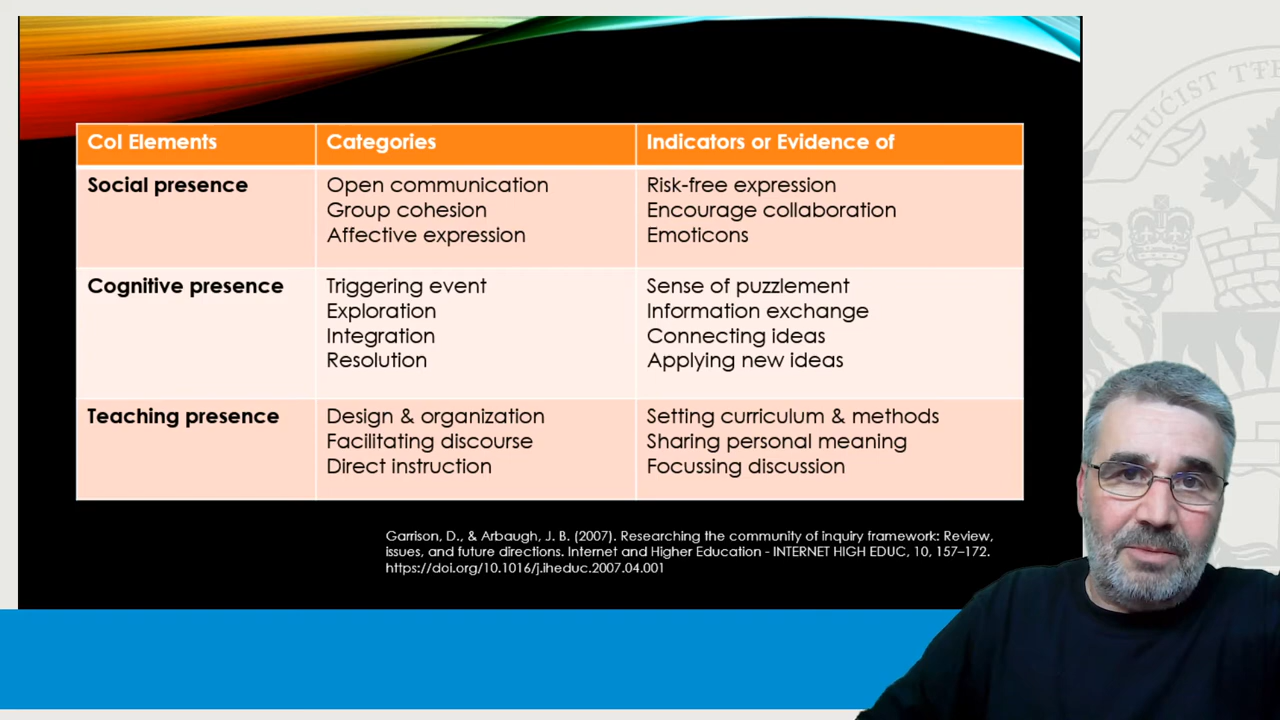 CoI Elements
Categories
Indicators or Evidence of
Social presence
Open communication
Group cohesion
Affective expression
Risk-free expression
Encourage collaboration
Emoticons
Cognitive presence
Triggering event
Exploration
Integration
Resolution
Sense of puzzlement
Information exchange
Connecting ideas
Applying new ideas
Teaching presence
Design & organization
Facilitating discourse
Direct instruction
Setting curriculum & methods
Sharing personal meaning
Focussing discussion
Garrison, D., & Arbaugh, J. B. (2007). Researching the community of inquiry framework: Review,
issues, and future directions. Internet and Higher Education - INTERNET HIGH EDUC, 10, 157–172.
https://doi.org/10.1016/j.iheduc.2007.04.001